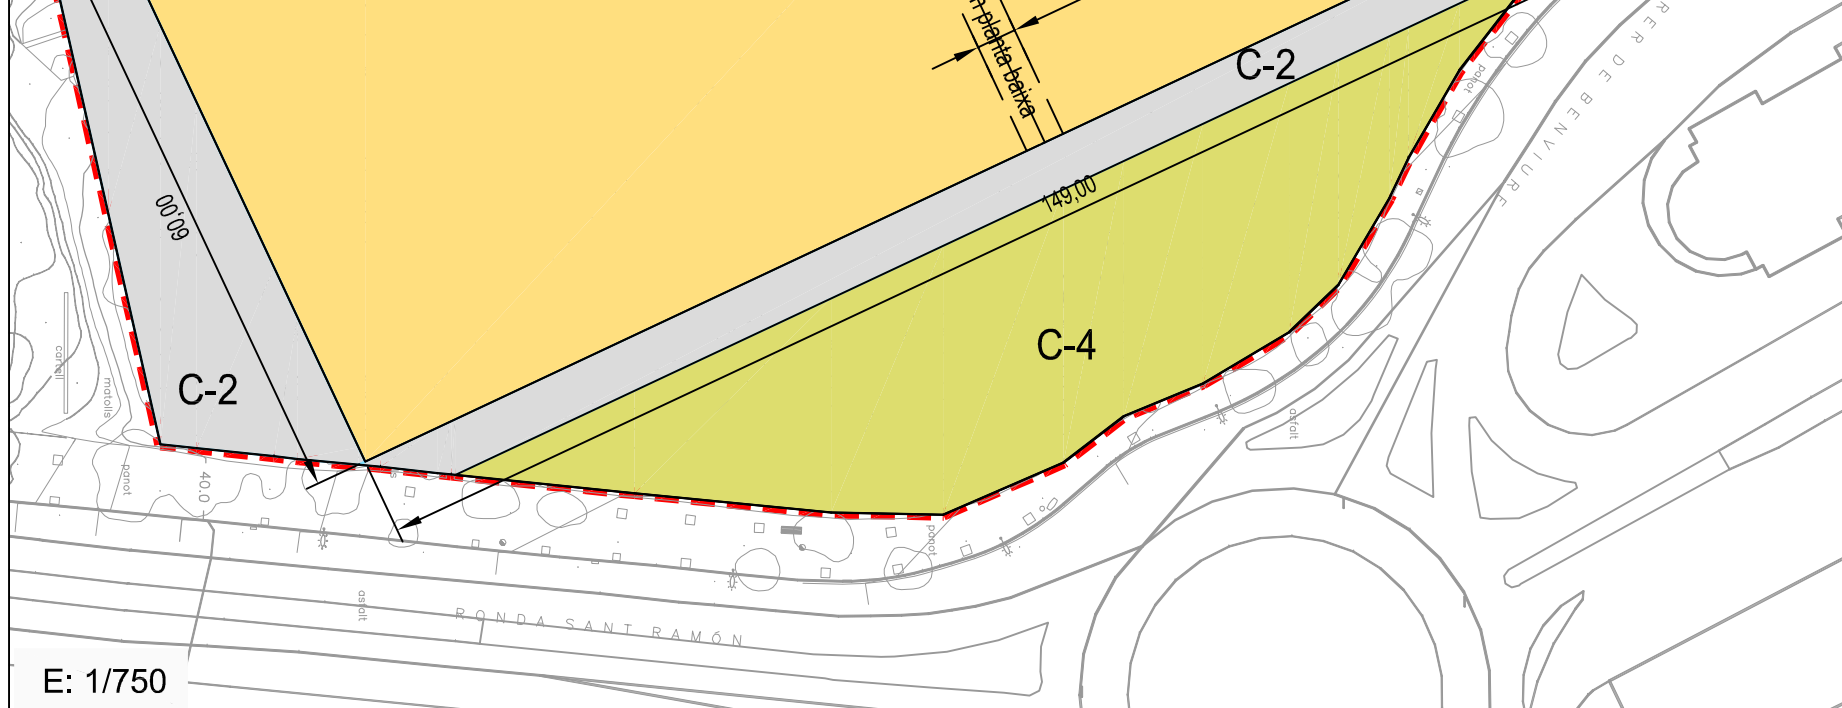 planta baixa
C-2
panot
RER DE BENVIURE
149,00
60,00
C-4
C-2
cartell
matolls
asfalt
panot
40.0
panot
asfalt
RONDA SANT RAMÓN
E: 1/750